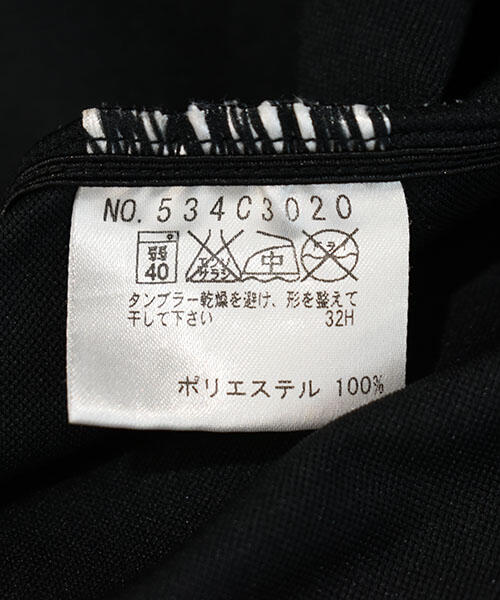 NO. 534C3020
弱 40 エンソサラシ 中 ドライ
タンブラー乾燥を避け、形を整えて
干して下さい 32H
ポリエステル 100%